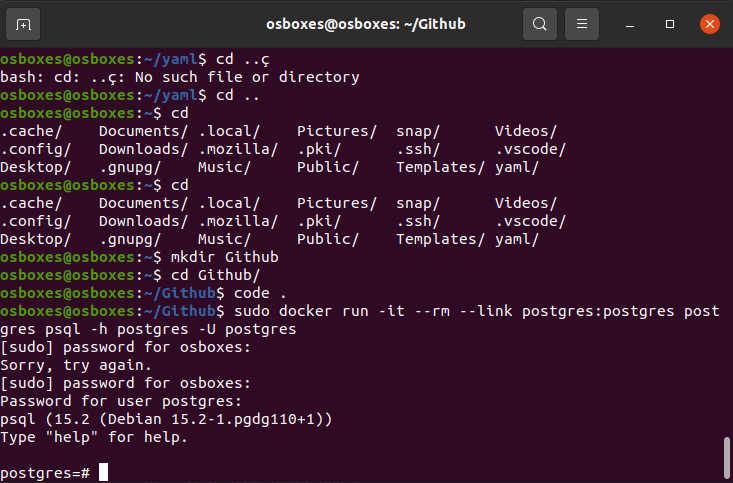 osboxes@osboxes: ~/Github
osboxes@osboxes:~/yaml$ cd ..ç
bash: cd: ..ç: No such file or directory
osboxes@osboxes:~/yaml$ cd ..
osboxes@osboxes:~$ cd
.cache/    Documents/ .local/    Pictures/  snap/      Videos/
.config/   Downloads/ .mozilla/  .pki/      .ssh/      .vscode/
Desktop/   .gnupg/    Music/     Public/    Templates/ yaml/
osboxes@osboxes:~$ cd
.cache/    Documents/ .local/    Pictures/  snap/      Videos/
.config/   Downloads/ .mozilla/  .pki/      .ssh/      .vscode/
Desktop/   .gnupg/    Music/     Public/    Templates/ yaml/
osboxes@osboxes:~$ mkdir Github
osboxes@osboxes:~$ cd Github/
osboxes@osboxes:~/Github$ code .
osboxes@osboxes:~/Github$ sudo docker run -it --rm --link postgres:postgres post
gres psql -h postgres -U postgres
[sudo] password for osboxes:
Sorry, try again.
[sudo] password for osboxes:
Password for user postgres:
psql (15.2 (Debian 15.2-1.pgdg110+1))
Type "help" for help.
postgres=#